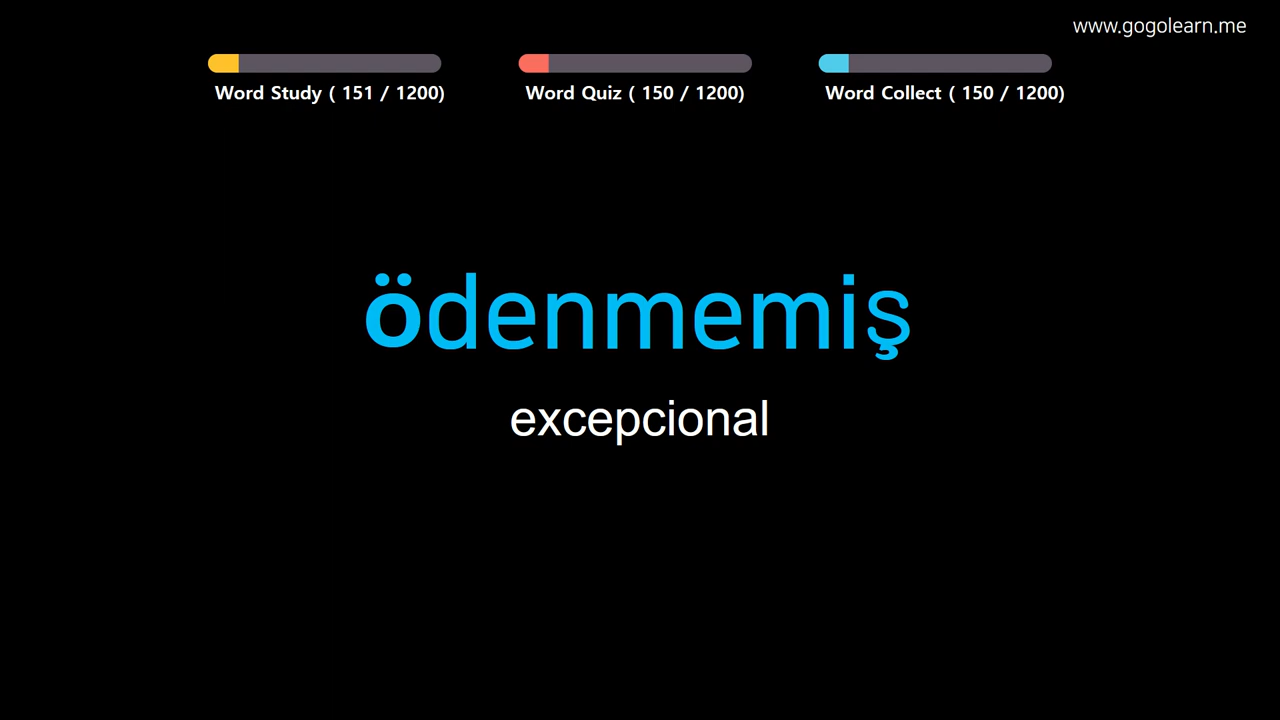 www.gogolearn.me
Word Study ( 151 / 1200)
Word Quiz ( 150 / 1200)
Word Collect ( 150 / 1200)
ödenmemiş
excepcional